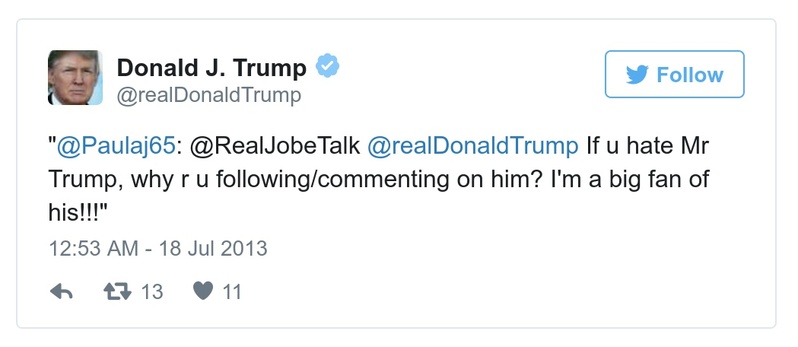 Donald J. Trump
@realDonaldTrump
Follow
"@Paulaj65: @RealJobeTalk @realDonaldTrump If u hate Mr
Trump, why r u following/commenting on him? I'm a big fan of
his!!!"
12:53 AM - 18 Jul 2013
13 11